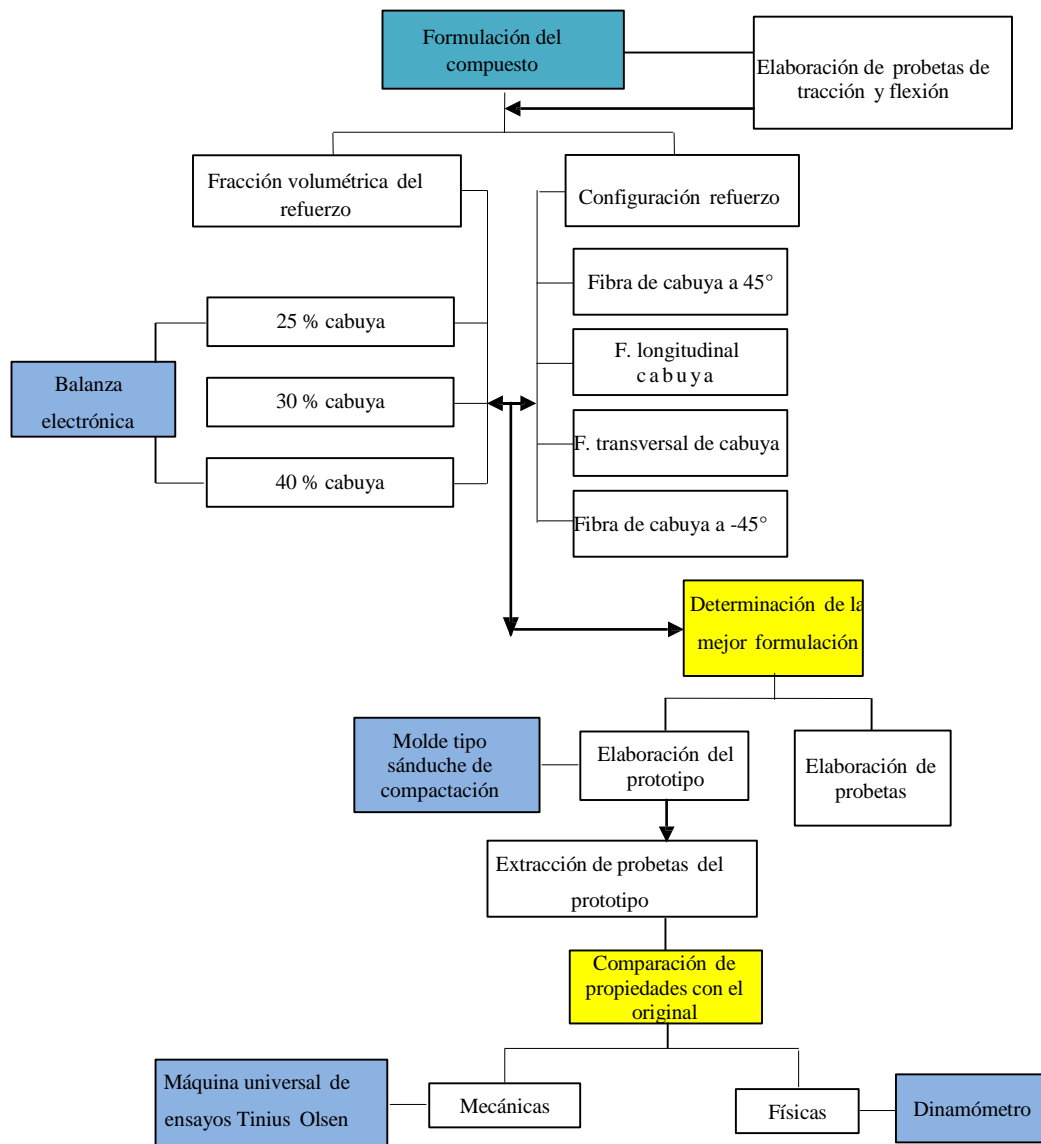 Formulación del
compuesto
Elaboración de probetas de
tracción y flexión
Fracción volumétrica del
refuerzo
Configuración refuerzo
Fibra de cabuya a 45°
25 % cabuya
F. longitudinal
cabuya
Balanza
electrónica
30 % cabuya
F. transversal de cabuya
40 % cabuya
Fibra de cabuya a -45°
Determinación de la
mejor formulación
Molde tipo
sánduche de
compactación
Elaboración del
prototipo
Elaboración de
probetas
Extracción de probetas del
prototipo
Comparación de
propiedades con el
original
Máquina universal de
ensayos Tinius Olsen
Mecánicas
Físicas
Dinamómetro